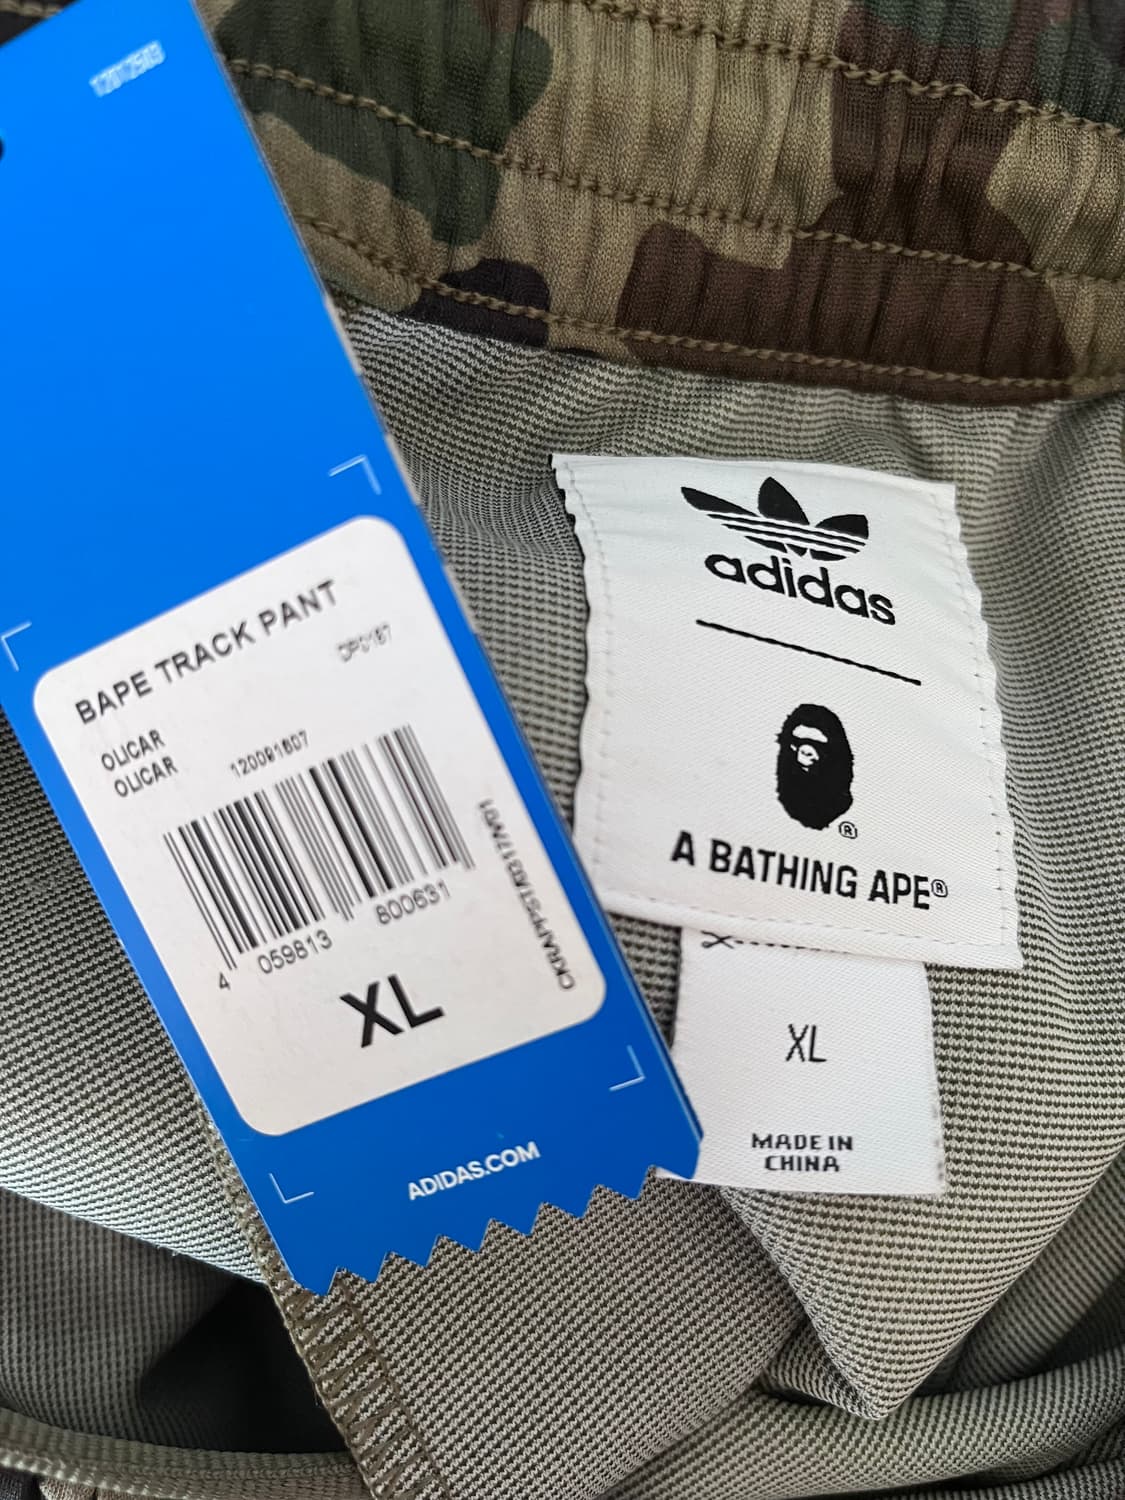 12012503
BAPE TRACK PANT
DP0187
OLICAR
OLICAR
120091607
4 059813 800631
XL
ADIDAS.COM
adidas
®
A BATHING APE®
XL
MADE IN
CHINA